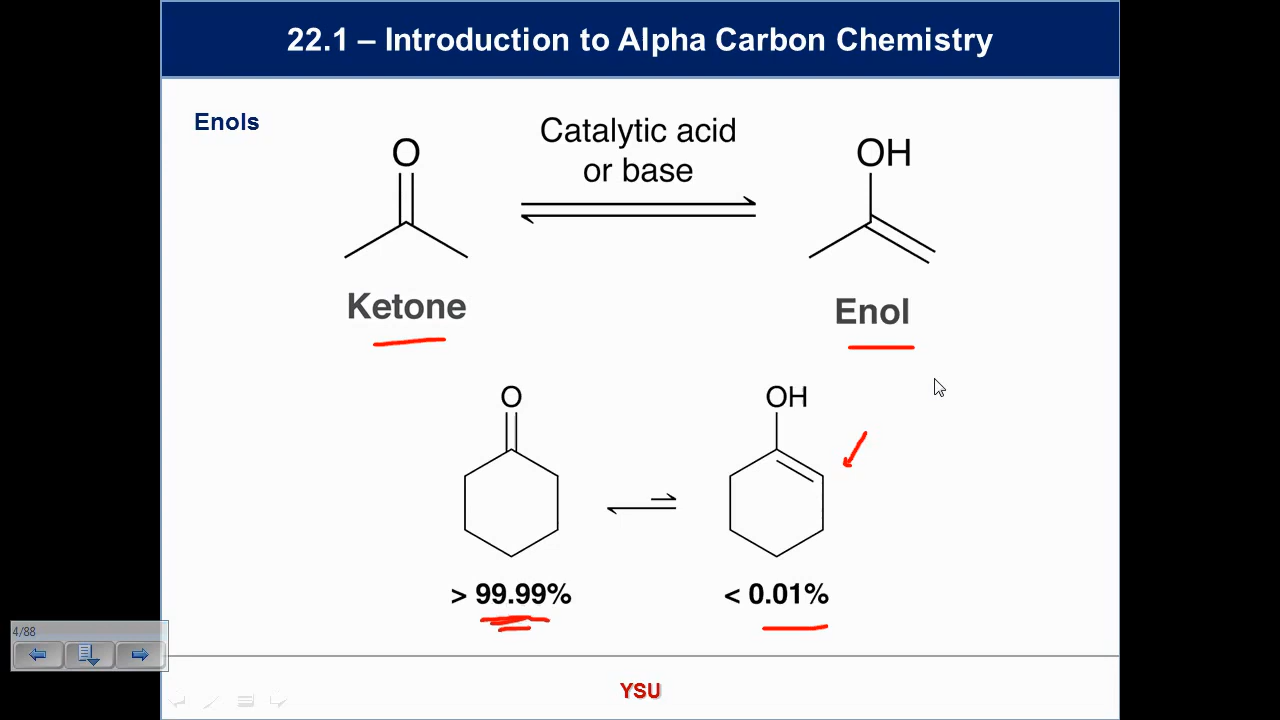 22.1 – Introduction to Alpha Carbon Chemistry
Enols
O
Catalytic acid
or base
OH
Ketone
Enol
O
OH
> 99.99%
< 0.01%
4/88
YSU